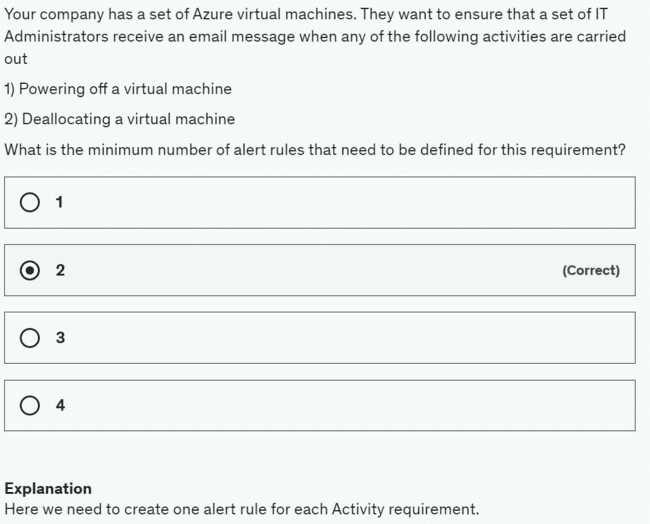 Your company has a set of Azure virtual machines. They want to ensure that a set of IT
Administrators receive an email message when any of the following activities are carried
out
1) Powering off a virtual machine
2) Deallocating a virtual machine
What is the minimum number of alert rules that need to be defined for this requirement?
1
2 (Correct)
3
4
Explanation
Here we need to create one alert rule for each Activity requirement.